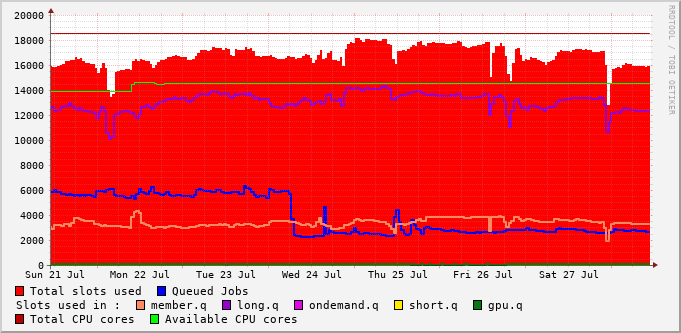 20000
18000
16000
14000
12000
10000
8000
6000
4000
2000
0
Sun 21 Jul Mon 22 Jul Tue 23 Jul Wed 24 Jul Thu 25 Jul Fri 26 Jul Sat 27 Jul
Total slots used Queued Jobs
Slots used in : member.q long.q ondemand.q short.q gpu.q
Total CPU cores Available CPU cores
RRDTOOL / TOBI OETIKER